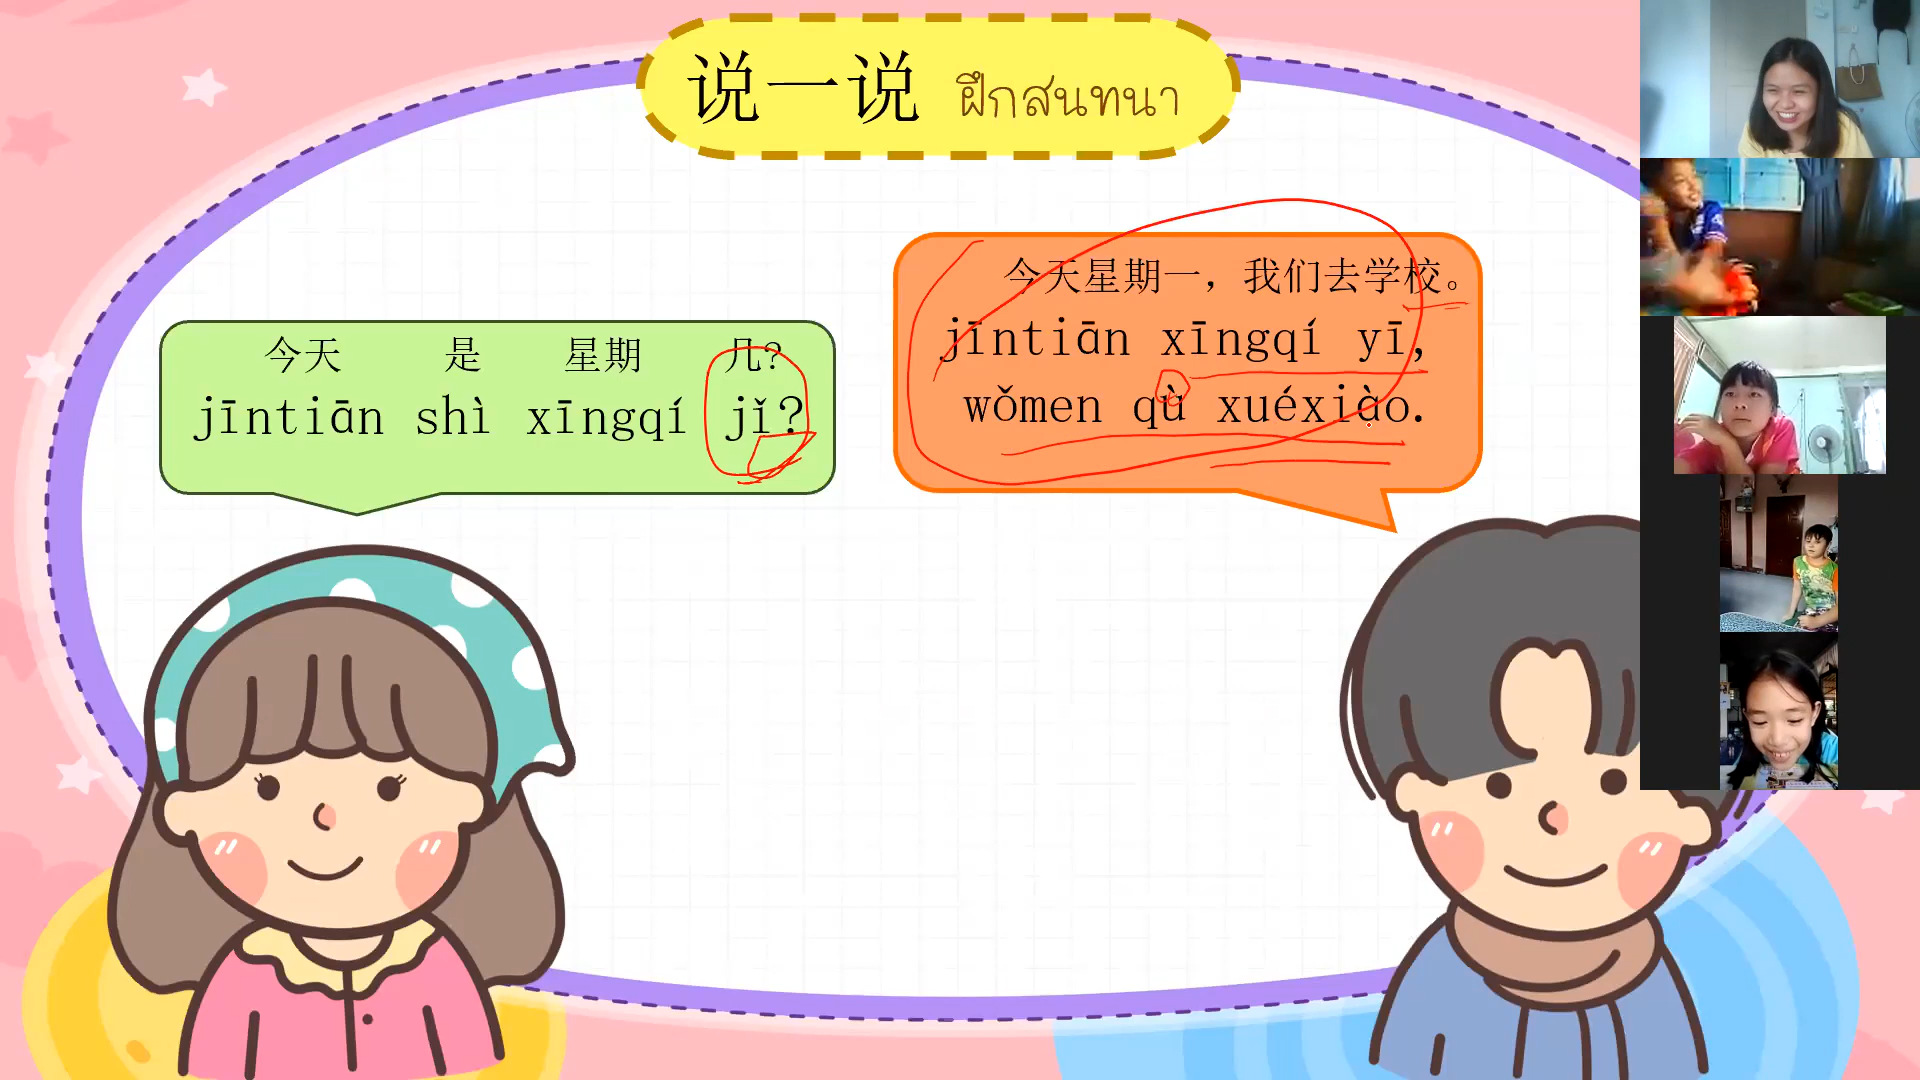 说一说 ฝึกสนทนา
今天 是 星期 几?
jīntiān shì xīngqí jǐ?
今天星期一，我们去学校。
jīntiān xīngqí yī,
wǒmen qù xuéxiào.